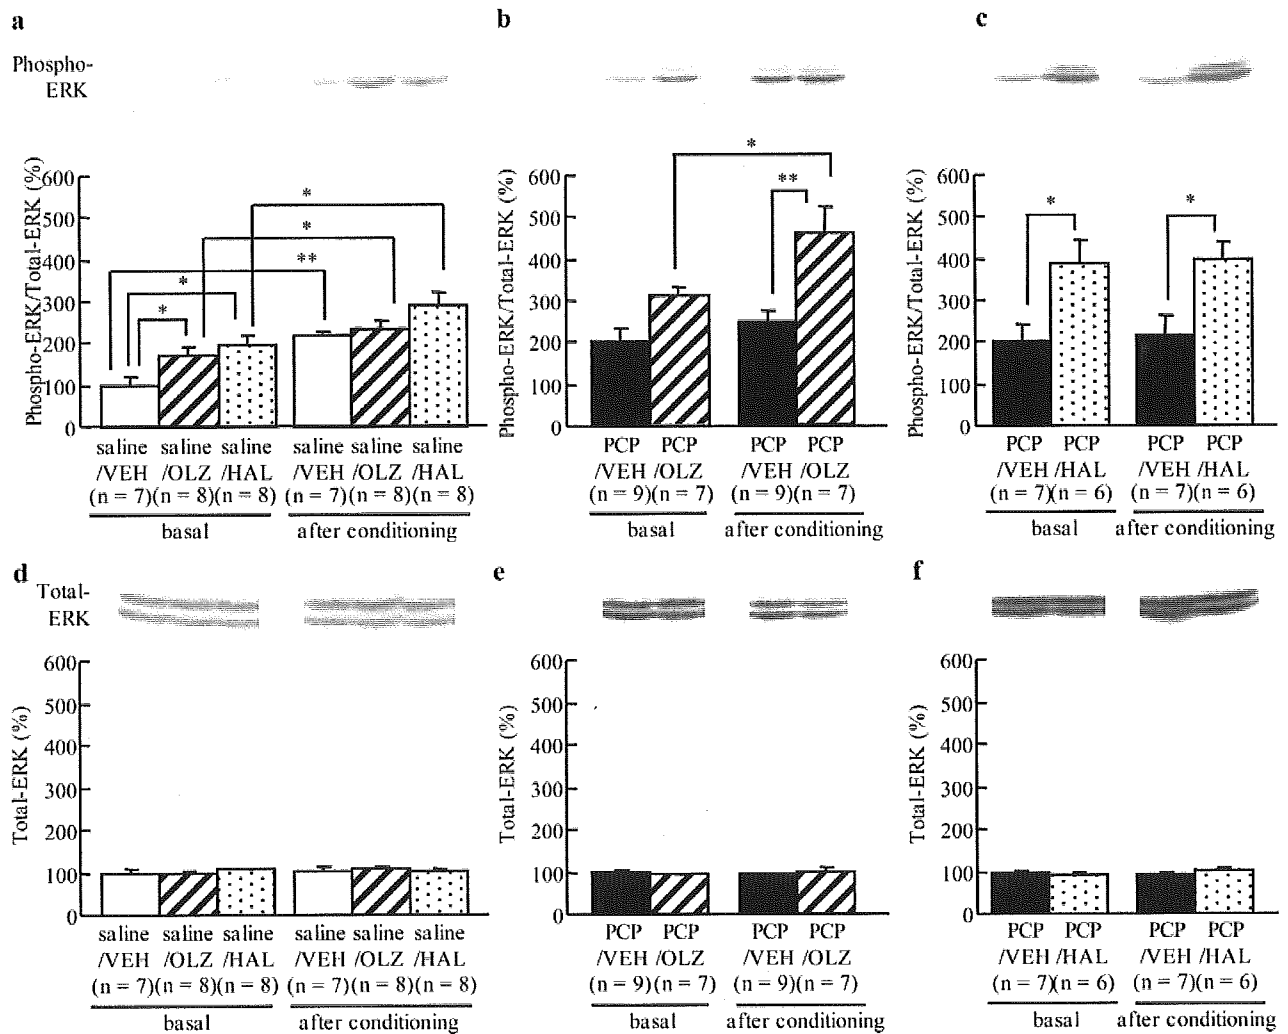 a
Phospho-
ERK
Phospho-ERK/Total-ERK (%)
600
500
400
300
200
100
0
*
*
**
*
*
saline saline saline saline saline saline
/VEH /OLZ /HAL /VEH /OLZ /HAL
(n = 7)(n = 8)(n = 8) (n = 7)(n = 8)(n = 8)
basal after conditioning
b
Phospho-ERK/Total-ERK (%)
600
500
400
300
200
100
0
*
**
PCP PCP PCP PCP
/VEH /OLZ /VEH /OLZ
(n = 9)(n = 7) (n = 9)(n = 7)
basal after conditioning
c
Phospho-ERK/Total-ERK (%)
600
500
400
300
200
100
0
* *
PCP PCP PCP PCP
/VEH /HAL /VEH /HAL
(n = 7)(n = 6) (n = 7)(n = 6)
basal after conditioning
d
Total-
ERK
Total-ERK (%)
600
500
400
300
200
100
0
saline saline saline saline saline saline
/VEH /OLZ /HAL /VEH /OLZ /HAL
(n = 7)(n = 8)(n = 8) (n = 7)(n = 8)(n = 8)
basal after conditioning
e
Total-ERK (%)
600
500
400
300
200
100
0
PCP PCP PCP PCP
/VEH /OLZ /VEH /OLZ
(n = 9)(n = 7) (n = 9)(n = 7)
basal after conditioning
f
Total-ERK (%)
600
500
400
300
200
100
0
PCP PCP PCP PCP
/VEH /HAL /VEH /HAL
(n = 7)(n = 6) (n = 7)(n = 6)
basal after conditioning